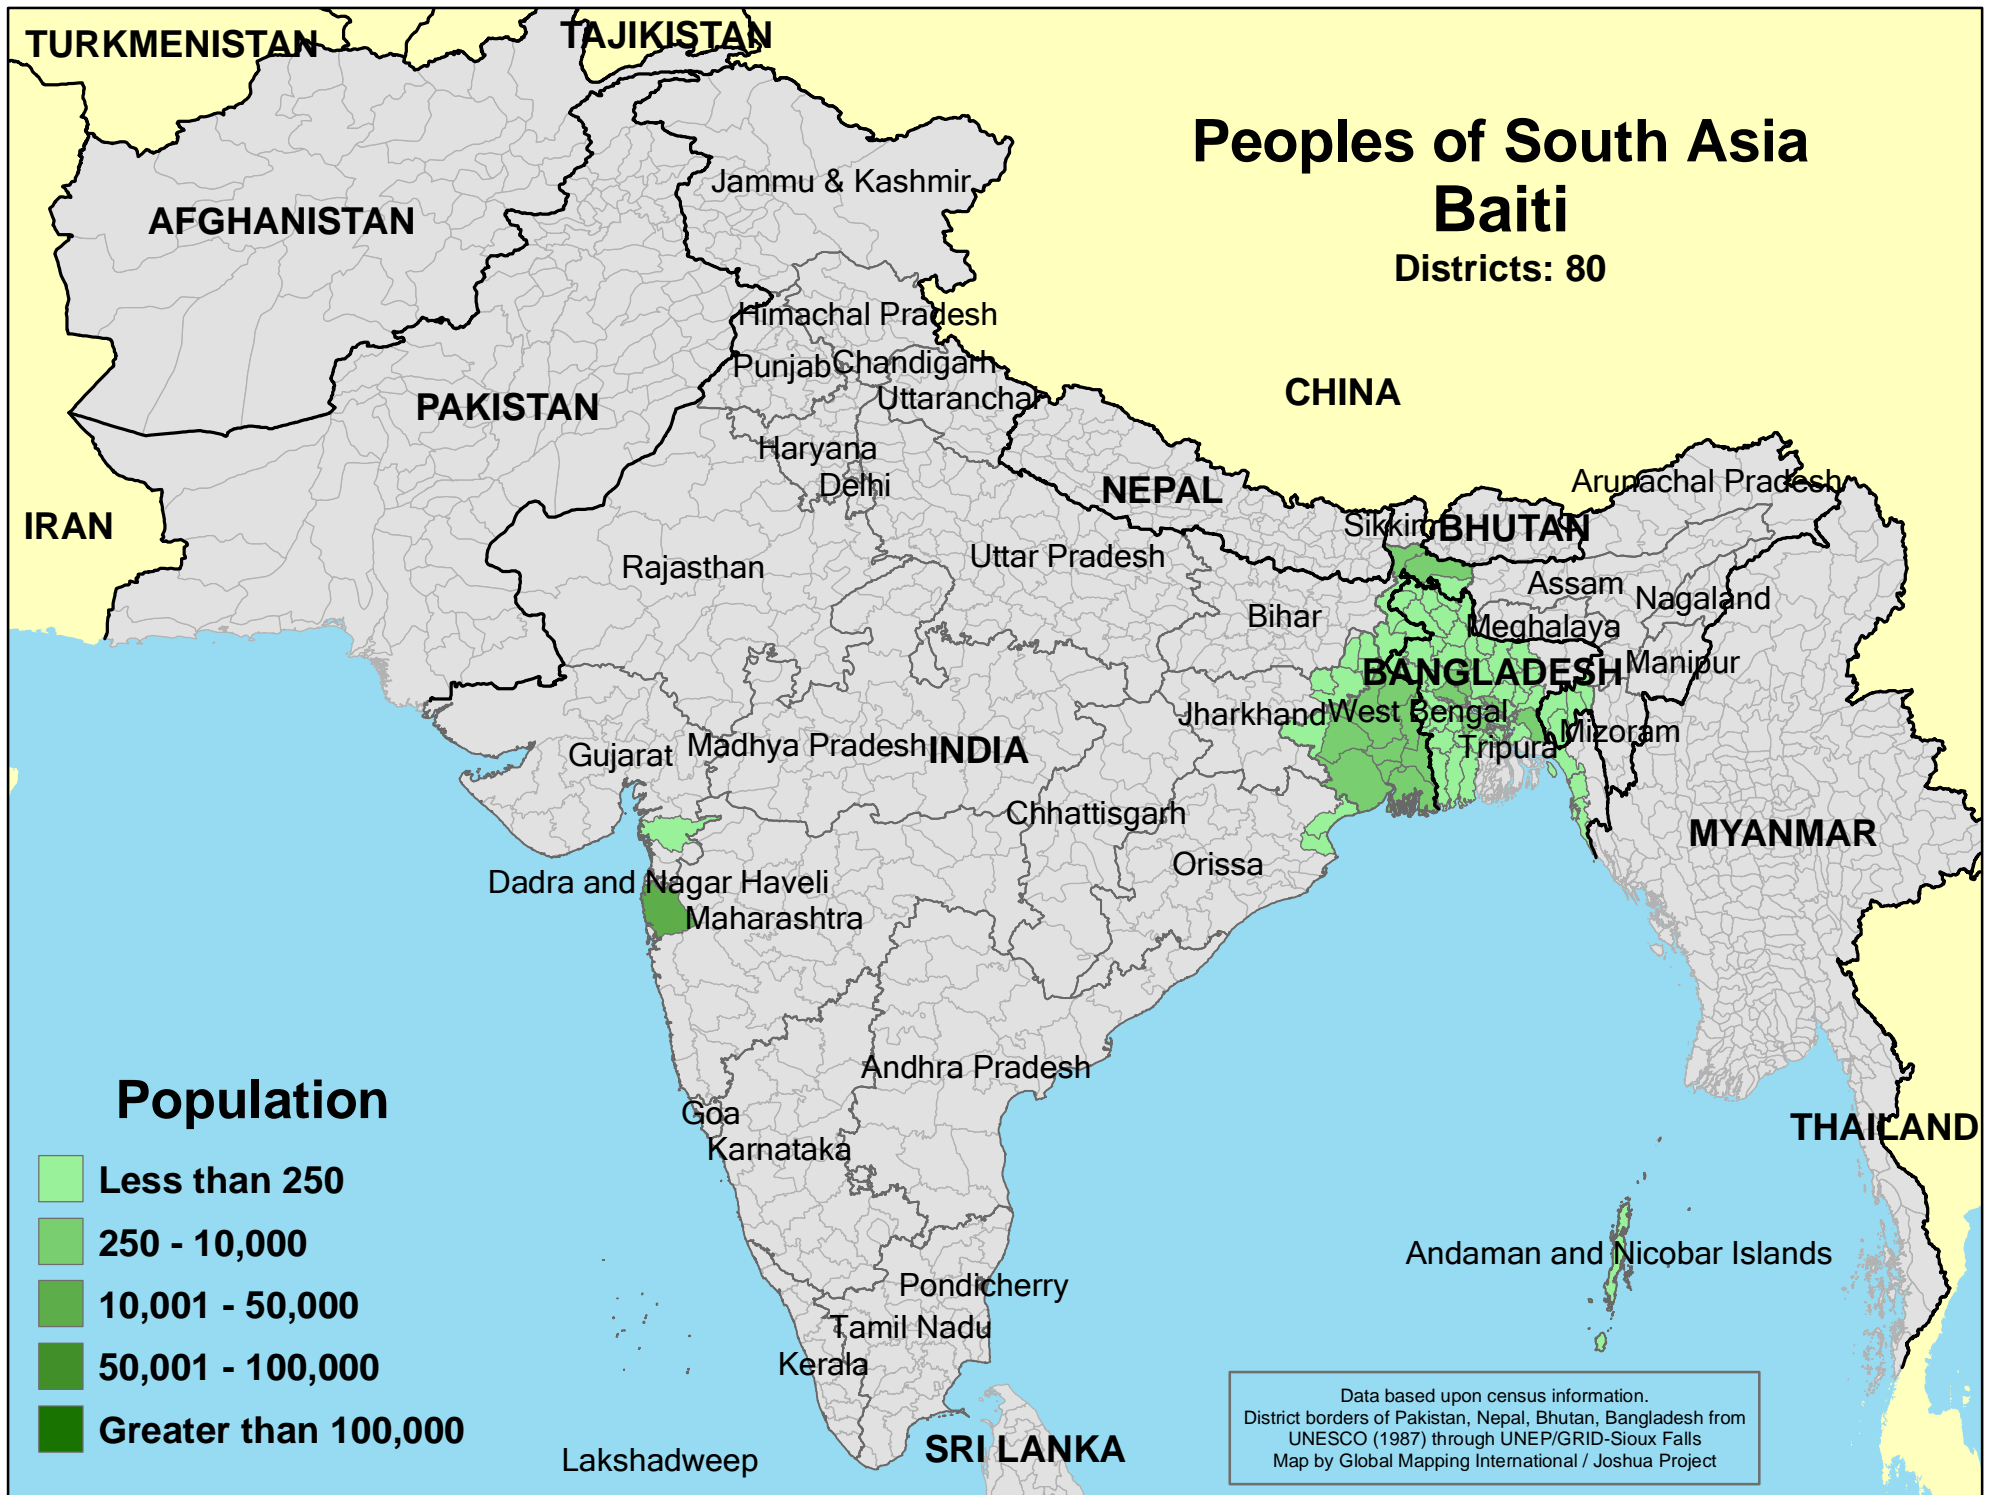 TURKMENISTAN
TAJIKISTAN
Peoples of South Asia
Baiti
Districts: 80
Jammu & Kashmir
AFGHANISTAN
Himachal Pradesh
Punjab
Chandigarh
CHINA
PAKISTAN
Uttaranchal
Haryana
Delhi
NEPAL
Arunachal Pradesh
IRAN
Sikkim
BHUTAN
Rajasthan
Uttar Pradesh
Assam
Nagaland
Bihar
Meghalaya
BANGLADESH
Manipur
Jharkhand
West Bengal
Mizoram
Gujarat
Madhya Pradesh
INDIA
Tripura
Chhattisgarh
MYANMAR
Orissa
Dadra and Nagar Haveli
Maharashtra
Andhra Pradesh
Population
Goa
THAILAND
Karnataka
Less than 250
250 - 10,000
Andaman and Nicobar Islands
Pondicherry
10,001 - 50,000
Tamil Nadu
Kerala
50,001 - 100,000
Greater than 100,000
Lakshadweep
SRI LANKA
Data based upon census information.
District borders of Pakistan, Nepal, Bhutan, Bangladesh from
UNESCO (1987) through UNEP/GRID-Sioux Falls
Map by Global Mapping International / Joshua Project